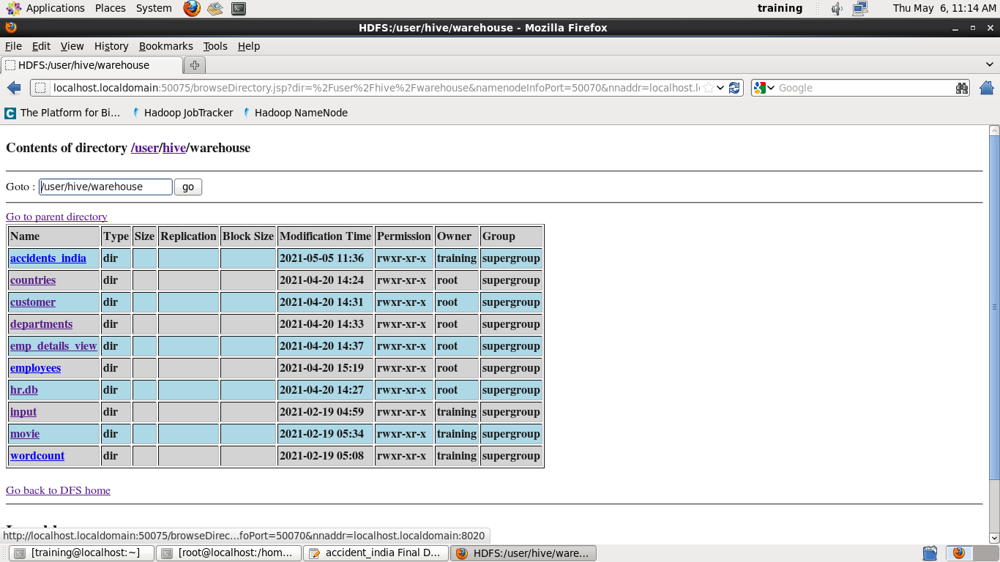 Applications Places System training Thu May 6, 11:14 AM
HDFS:/user/hive/warehouse - Mozilla Firefox
File Edit View History Bookmarks Tools Help
HDFS:/user/hive/warehouse
localhost.localdomain:50075/browseDirectory.jsp?dir=%2Fuser%2Fhive%2Fwarehouse&namenodeInfoPort=50070&nnaddr=localhost.l Google
The Platform for Bi... Hadoop JobTracker Hadoop NameNode
Contents of directory /user/hive/warehouse
Goto : /user/hive/warehouse go
Go to parent directory
Name Type Size Replication Block Size Modification Time Permission Owner Group
accidents_india dir 2021-05-05 11:36 rwxr-xr-x training supergroup
countries dir 2021-04-20 14:24 rwxr-xr-x root supergroup
customer dir 2021-04-20 14:31 rwxr-xr-x root supergroup
departments dir 2021-04-20 14:33 rwxr-xr-x root supergroup
emp_details_view dir 2021-04-20 14:37 rwxr-xr-x root supergroup
employees dir 2021-04-20 15:19 rwxr-xr-x root supergroup
hr.db dir 2021-04-20 14:27 rwxr-xr-x root supergroup
input dir 2021-02-19 04:59 rwxr-xr-x training supergroup
movie dir 2021-02-19 05:34 rwxr-xr-x training supergroup
wordcount dir 2021-02-19 05:08 rwxr-xr-x training supergroup
Go back to DFS home
http://localhost.localdomain:50075/browseDirec...foPort=50070&nnaddr=localhost.localdomain:8020
[training@localhost:~] [root@localhost:/hom... accident_india Final D... HDFS:/user/hive/ware...